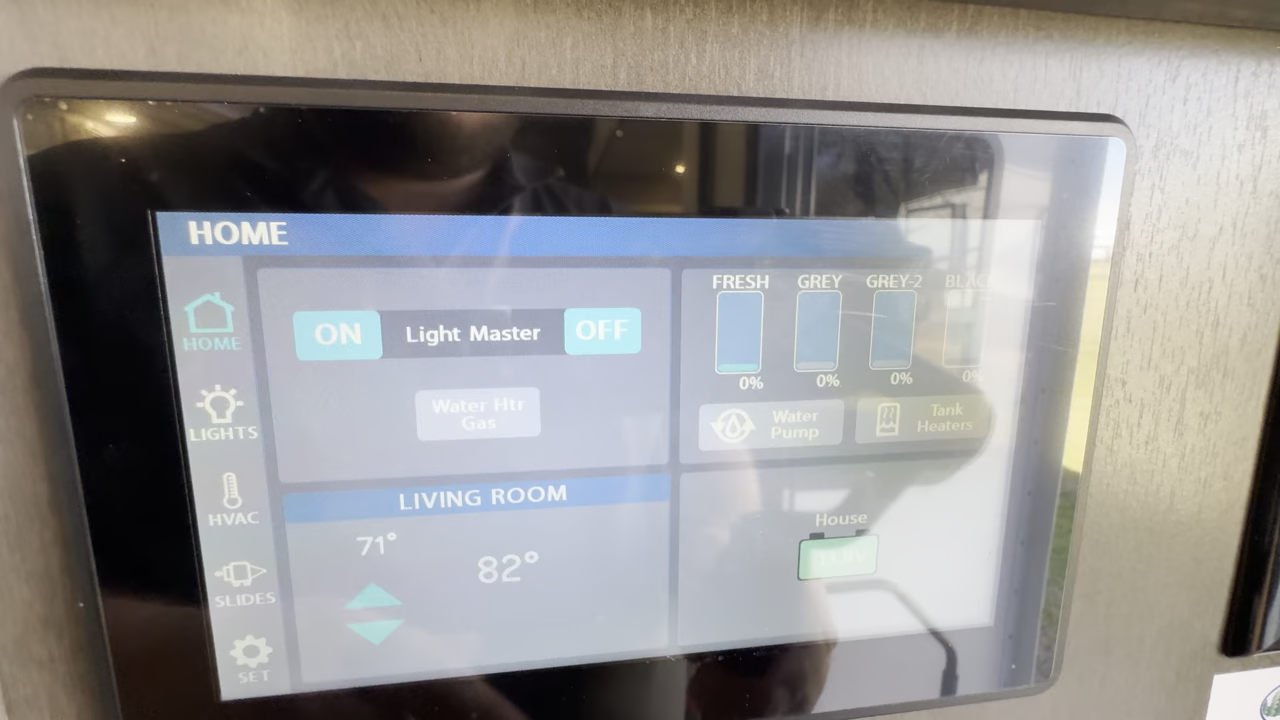 HOME
HOME
LIGHTS
HVAC
SLIDES
SET
ON Light Master OFF
Water Htr
Gas
FRESH GREY GREY-2 BLACK
0% 0% 0% 0%
Water
Pump
Tank
Heaters
LIVING ROOM
71° 82°
House